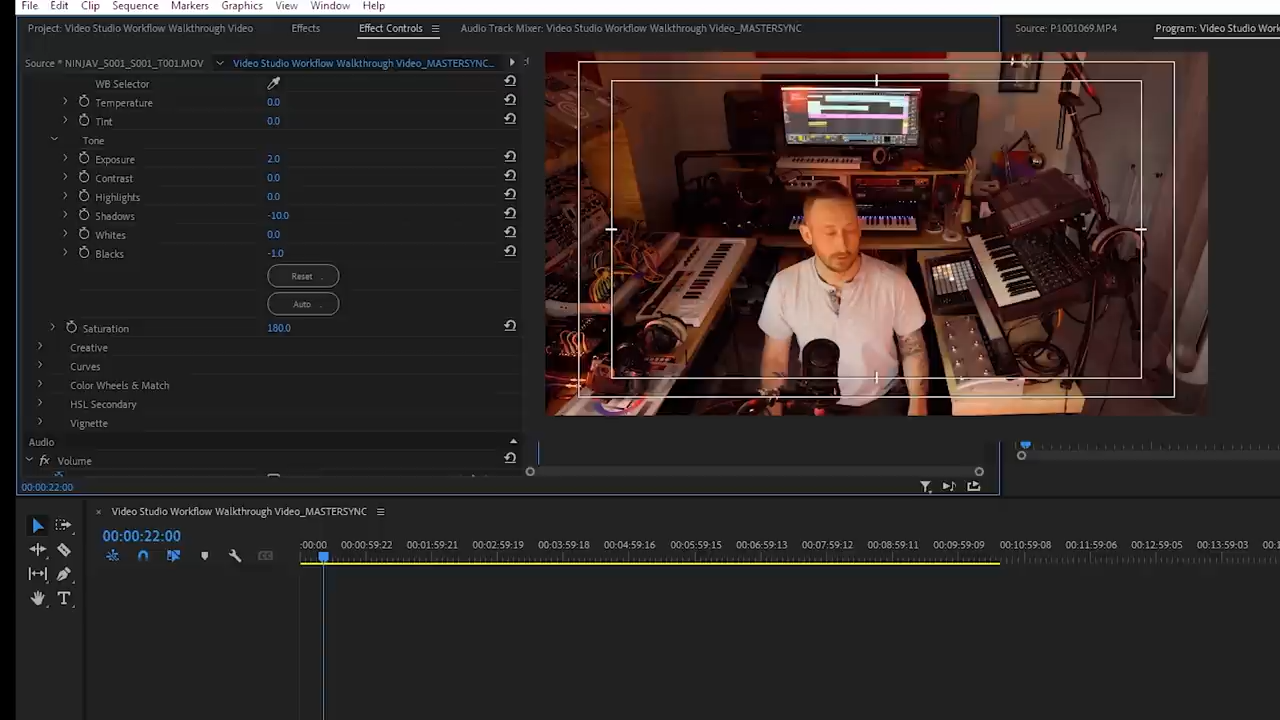 File Edit Clip Sequence Markers Graphics View Window Help
Project: Video Studio Workflow Walkthrough Video Effects Effect Controls Audio Track Mixer: Video Studio Workflow Walkthrough Video_MASTERSYNC Source: P1001069.MP4 Program: Video Studio Work
Source * NINJAV_S001_S001_T001.MOV Video Studio Workflow Walkthrough Video_MASTERSYNC...
WB Selector
Temperature 0.0
Tint 0.0
Tone
Exposure 2.0
Contrast 0.0
Highlights 0.0
Shadows -10.0
Whites 0.0
Blacks -1.0
Reset
Auto
Saturation 180.0
Creative
Curves
Color Wheels & Match
HSL Secondary
Vignette
Audio
fx Volume
00:00:22:00
× Video Studio Workflow Walkthrough Video_MASTERSYNC
00:00:22:00
:00:00 00:00:59:22 00:01:59:21 00:02:59:19 00:03:59:18 00:04:59:16 00:05:59:15 00:06:59:13 00:07:59:12 00:08:59:11 00:09:59:09 00:10:59:08 00:11:59:06 00:12:59:05 00:13:59:03 00:1
CC
T